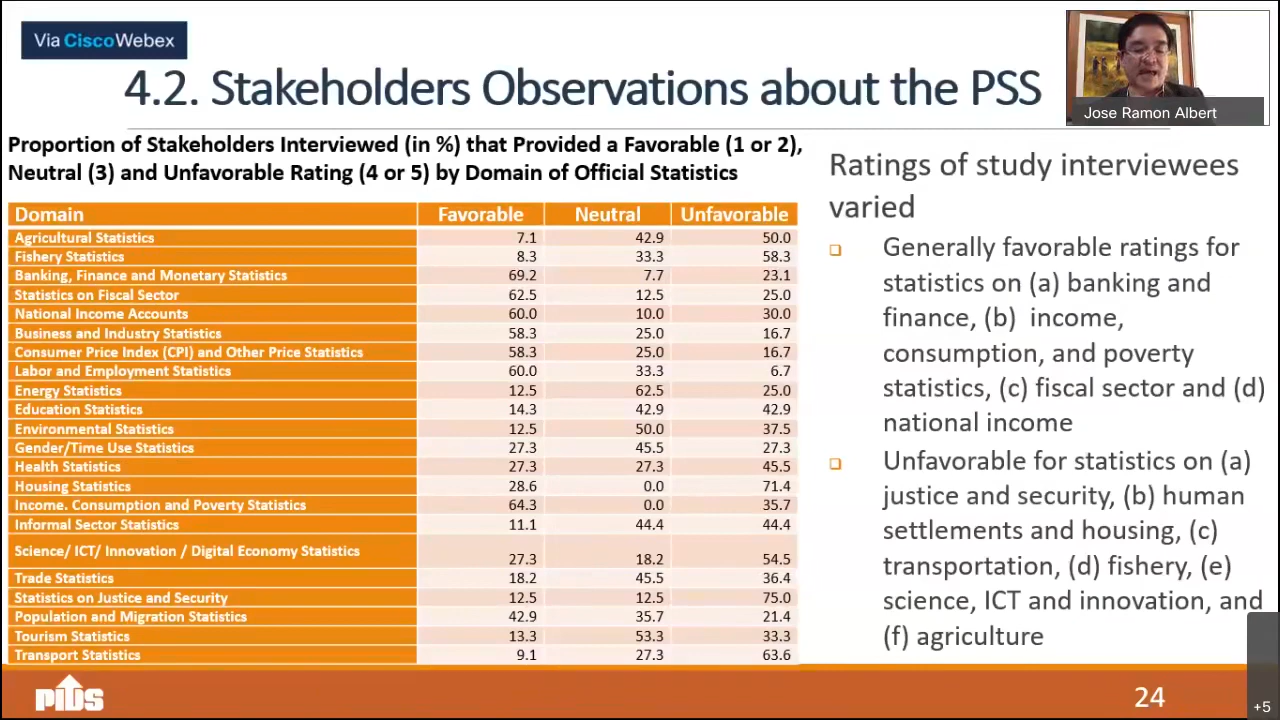 Via CiscoWebex
4.2. Stakeholders Observations about the PSS
Jose Ramon Albert
Proportion of Stakeholders Interviewed (in %) that Provided a Favorable (1 or 2),
Neutral (3) and Unfavorable Rating (4 or 5) by Domain of Official Statistics
Domain Favorable Neutral Unfavorable
Agricultural Statistics 7.1 42.9 50.0
Fishery Statistics 8.3 33.3 58.3
Banking, Finance and Monetary Statistics 69.2 7.7 23.1
Statistics on Fiscal Sector 62.5 12.5 25.0
National Income Accounts 60.0 10.0 30.0
Business and Industry Statistics 58.3 25.0 16.7
Consumer Price Index (CPI) and Other Price Statistics 58.3 25.0 16.7
Labor and Employment Statistics 60.0 33.3 6.7
Energy Statistics 12.5 62.5 25.0
Education Statistics 14.3 42.9 42.9
Environmental Statistics 12.5 50.0 37.5
Gender/Time Use Statistics 27.3 45.5 27.3
Health Statistics 27.3 27.3 45.5
Housing Statistics 28.6 0.0 71.4
Income. Consumption and Poverty Statistics 64.3 0.0 35.7
Informal Sector Statistics 11.1 44.4 44.4
Science/ ICT/ Innovation / Digital Economy Statistics 27.3 18.2 54.5
Trade Statistics 18.2 45.5 36.4
Statistics on Justice and Security 12.5 12.5 75.0
Population and Migration Statistics 42.9 35.7 21.4
Tourism Statistics 13.3 53.3 33.3
Transport Statistics 9.1 27.3 63.6
Ratings of study interviewees
varied
Generally favorable ratings for
statistics on (a) banking and
finance, (b) income,
consumption, and poverty
statistics, (c) fiscal sector and (d)
national income
Unfavorable for statistics on (a)
justice and security, (b) human
settlements and housing, (c)
transportation, (d) fishery, (e)
science, ICT and innovation, and
(f) agriculture
PIDS
24
+5